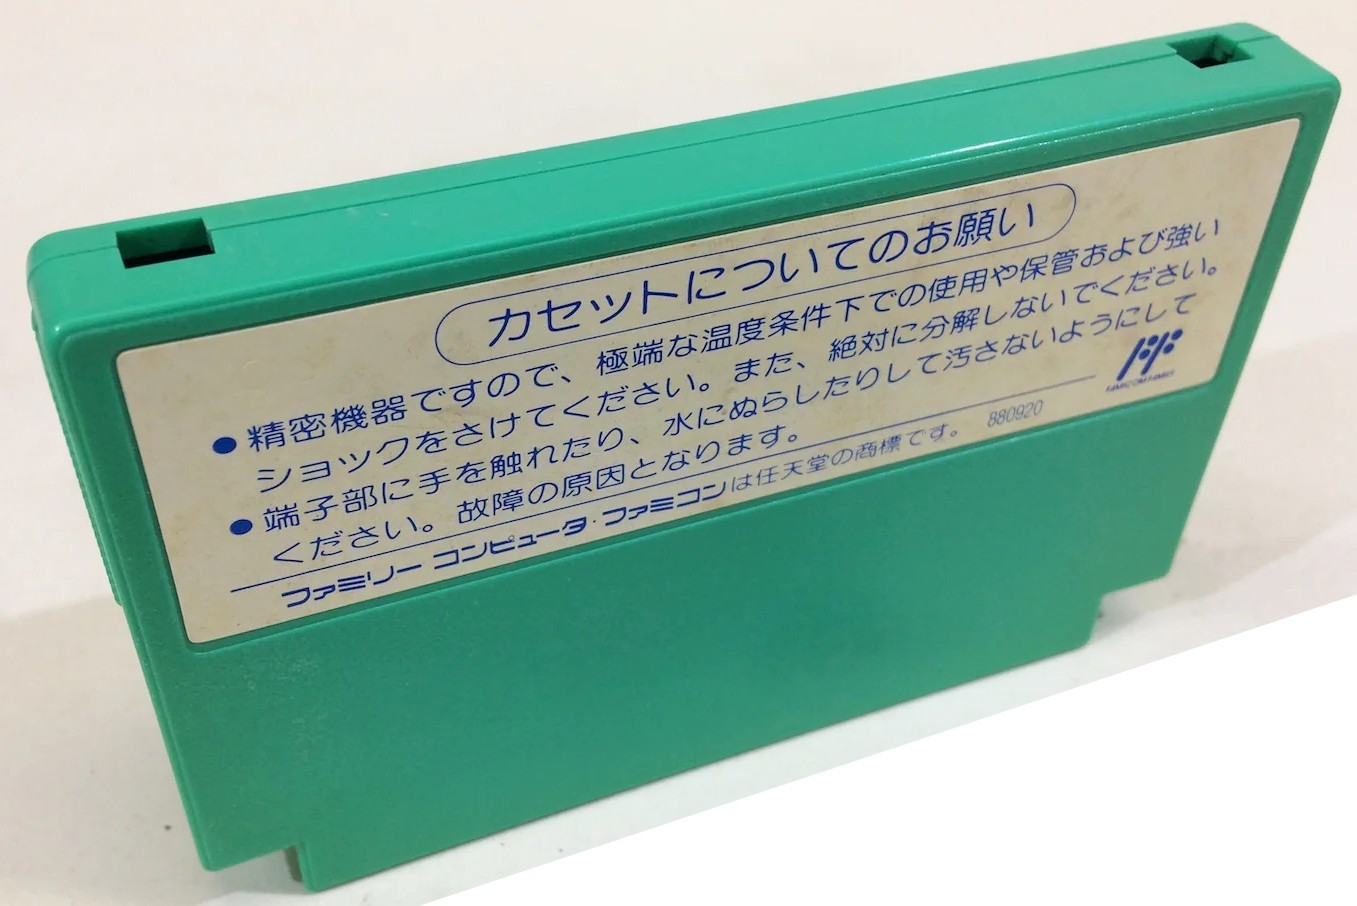 カセットについてのお願い
●精密機器ですので、極端な温度条件下での使用や保管および強い
ショックをさけてください。また、絶対に分解しないでください。
●端子部に手を触れたり、水にぬらしたりして汚さないようにして
ください。故障の原因となります。
FAMICOM FAMILY
ファミリー コンピュータ・ファミコンは任天堂の商標です。 880920